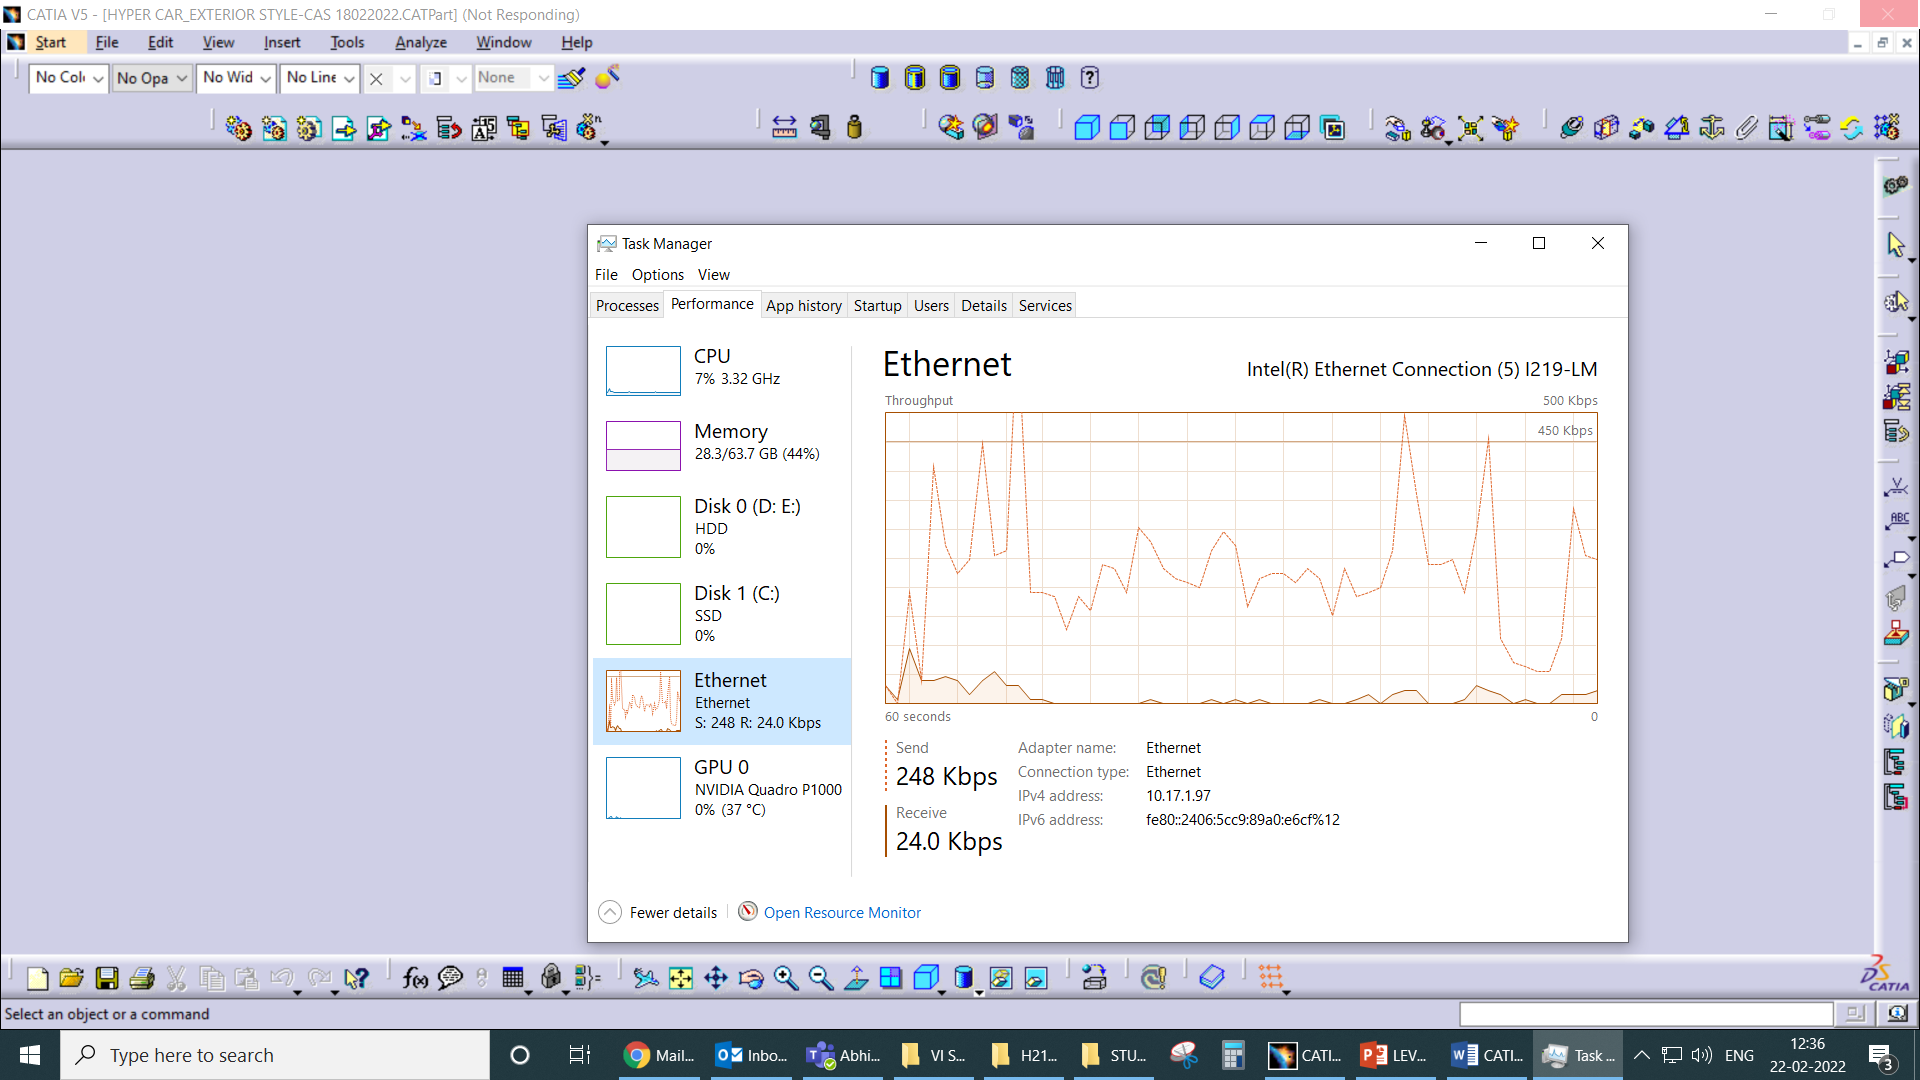 CATIA V5 - [HYPER CAR_EXTERIOR STYLE-CAS 18022022.CATPart] (Not Responding)
Start File Edit View Insert Tools Analyze Window Help
No Col No Opa No Wid No Line None
Task Manager
File Options View
Processes Performance App history Startup Users Details Services
CPU
7% 3.32 GHz
Memory
28.3/63.7 GB (44%)
Disk 0 (D: E:)
HDD
0%
Disk 1 (C:)
SSD
0%
Ethernet
Ethernet
S: 248 R: 24.0 Kbps
GPU 0
NVIDIA Quadro P1000
0% (37 °C)
Ethernet
Intel(R) Ethernet Connection (5) I219-LM
Throughput
500 Kbps
450 Kbps
60 seconds
0
Send
248 Kbps
Receive
24.0 Kbps
Adapter name: Ethernet
Connection type: Ethernet
IPv4 address: 10.17.1.97
IPv6 address: fe80::2406:5cc9:89a0:e6cf%12
Fewer details
Open Resource Monitor
ABC
f(x)
CATIA
Select an object or a command
Type here to search
Mail... Inbo... Abhi... VI S... H21... STU... CATI... LEV... CATI... Task ...
ENG
12:36
22-02-2022
3